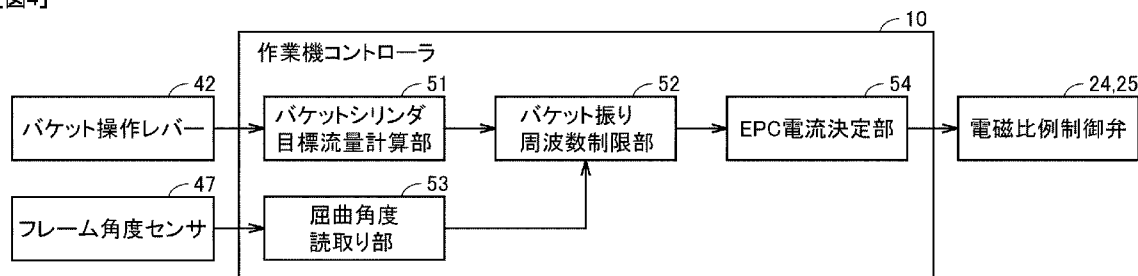 10
作業機コントローラ
42
51
52
54
24,25
バケット操作レバー
バケットシリンダ
目標流量計算部
バケット振り
周波数制限部
EPC電流決定部
電磁比例制御弁
47
53
フレーム角度センサ
屈曲角度
読取り部